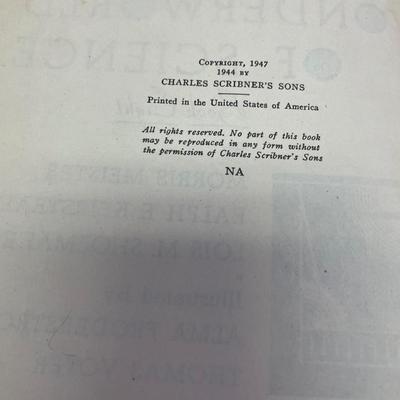 COPYRIGHT, 1947
1944 BY
CHARLES SCRIBNER'S SONS
Printed in the United States of America
All rights reserved. No part of this book
may be reproduced in any form without
the permission of Charles Scribner's Sons
NA